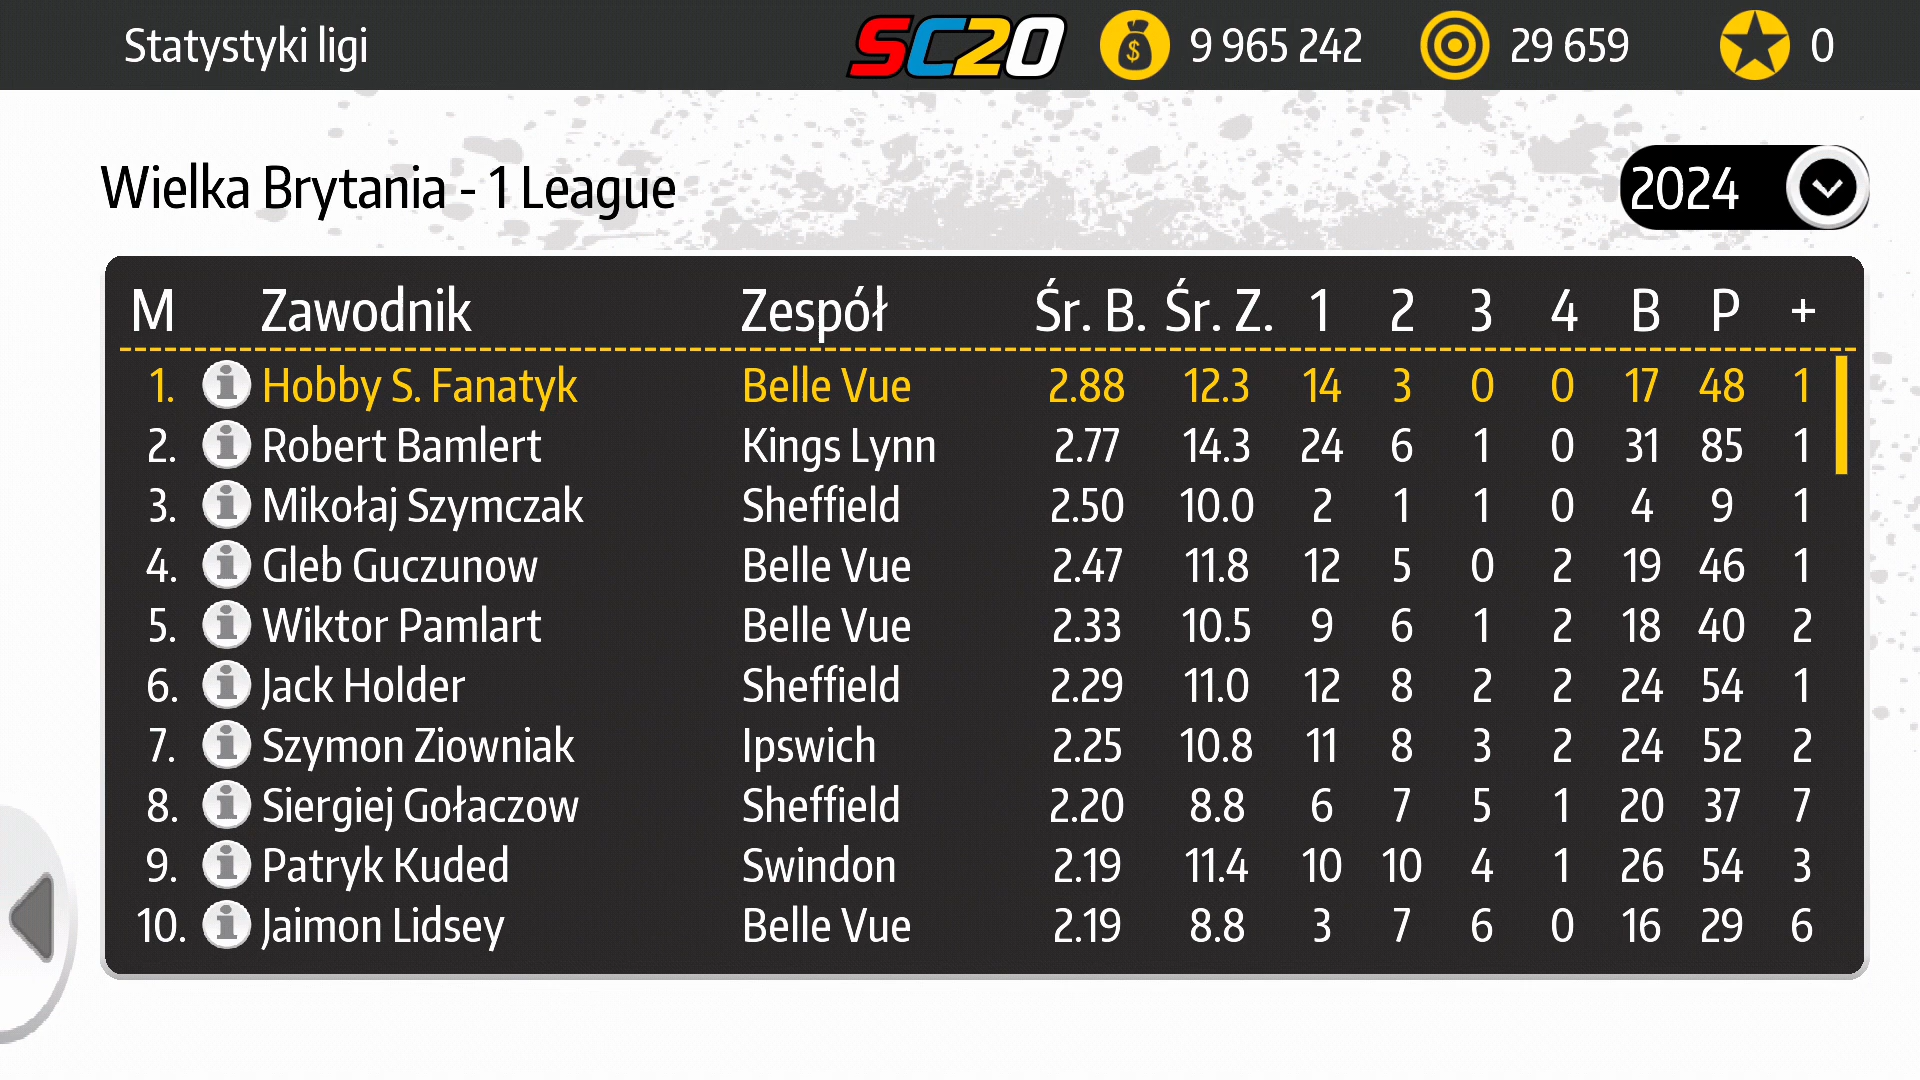 Statystyki ligi SC20 9 965 242 29 659 0
Wielka Brytania - 1 League 2024
M Zawodnik Zespół Śr. B. Śr. Z. 1 2 3 4 B P +
1. Hobby S. Fanatyk Belle Vue 2.88 12.3 14 3 0 0 17 48 1
2. Robert Bamlert Kings Lynn 2.77 14.3 24 6 1 0 31 85 1
3. Mikołaj Szymczak Sheffield 2.50 10.0 2 1 1 0 4 9 1
4. Gleb Guczunow Belle Vue 2.47 11.8 12 5 0 2 19 46 1
5. Wiktor Pamlart Belle Vue 2.33 10.5 9 6 1 2 18 40 2
6. Jack Holder Sheffield 2.29 11.0 12 8 2 2 24 54 1
7. Szymon Ziowniak Ipswich 2.25 10.8 11 8 3 2 24 52 2
8. Siergiej Gołaczow Sheffield 2.20 8.8 6 7 5 1 20 37 7
9. Patryk Kuded Swindon 2.19 11.4 10 10 4 1 26 54 3
10. Jaimon Lidsey Belle Vue 2.19 8.8 3 7 6 0 16 29 6